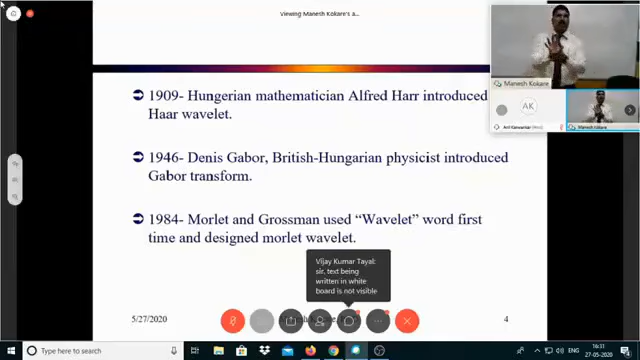 Viewing Manesh Kokare's a...
Manesh Kokare
AK
Manesh Kokare
1909- Hungerian mathematician Alfred Harr introduced
Haar wavelet.
1946- Denis Gabor, British-Hungarian physicist introduced
Gabor transform.
1984- Morlet and Grossman used “Wavelet” word first
time and designed morlet wavelet.
Vijay Kumar Tayal:
sir, text being
written in white
board is not visible
5/27/2020
4
Type here to search
16:31
27-05-2020